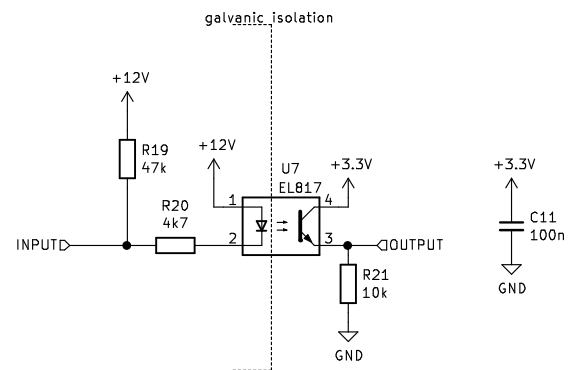 galvanic isolation
+12V
R19
47k
+12V
U7
EL817
+3.3V
+3.3V
R20
4k7
1
4
C11
100n
INPUT
2
3
OUTPUT
R21
10k
GND
GND